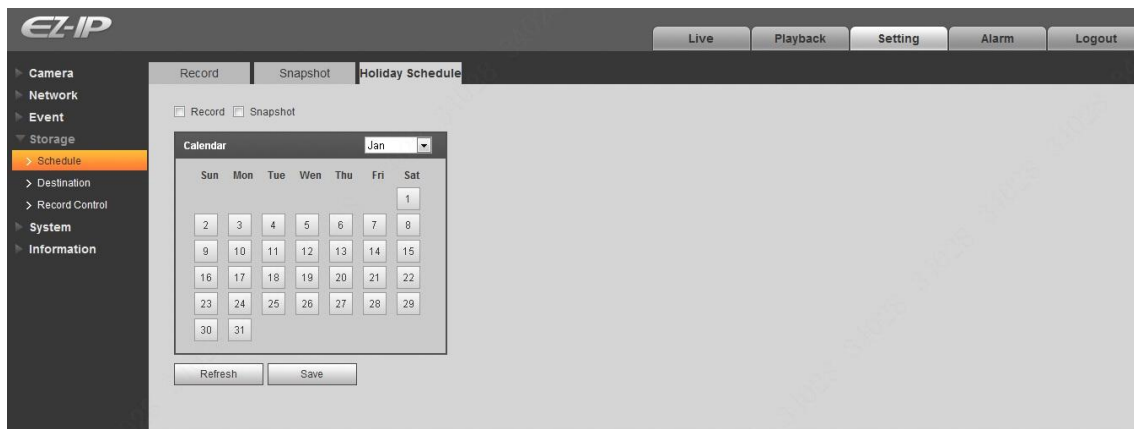 EZ-IP
Live Playback Setting Alarm Logout
Camera
Network
Event
Storage
> Schedule
> Destination
> Record Control
System
Information
Record Snapshot Holiday Schedule
Record Snapshot
Calendar Jan
Sun Mon Tue Wen Thu Fri Sat
1
2 3 4 5 6 7 8
9 10 11 12 13 14 15
16 17 18 19 20 21 22
23 24 25 26 27 28 29
30 31
Refresh Save